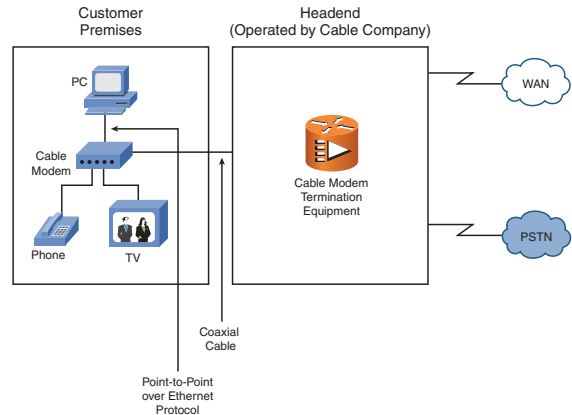 Customer
Premises
Headend
(Operated by Cable Company)
PC
WAN
Cable
Modem
Cable Modem
Termination
Equipment
Phone
TV
PSTN
Coaxial
Cable
Point-to-Point
over Ethernet
Protocol